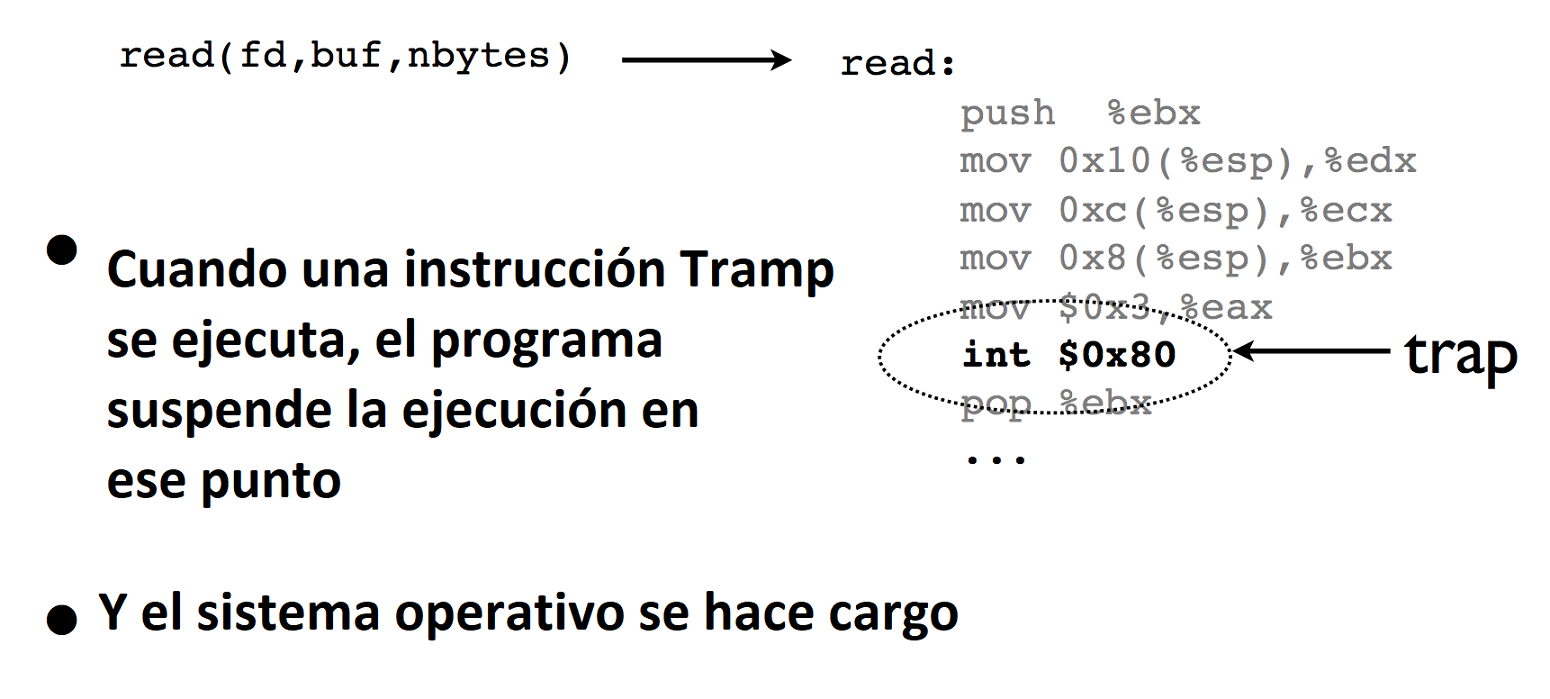 read(fd,buf,nbytes)
read:
push %ebx
mov 0x10(%esp),%edx
mov 0xc(%esp),%ecx
mov 0x8(%esp),%ebx
mov $0x3,%eax
int $0x80
trap
pop %ebx
...
• Cuando una instrucción Tramp
se ejecuta, el programa
suspende la ejecución en
ese punto
• Y el sistema operativo se hace cargo